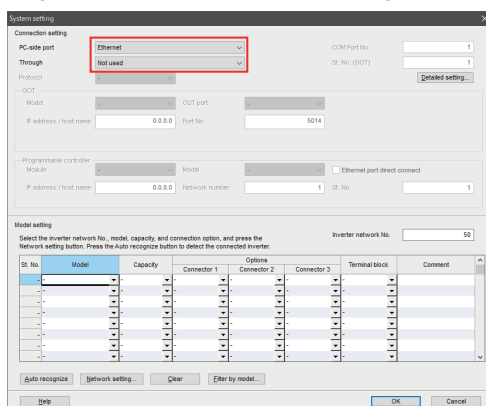 System setting
Connection setting
PC-side port Ethernet COM Port No. 1
Through Not used St. No. (GOT) 1
Protocol - Detailed setting...
GOT
Model - OUT port -
IP address / host name 0.0.0.0 Port No. 5014
Programmable controller
Module - Model - Ethernet port direct connect
IP address / host name 0.0.0.0 Network number 1 St. No. 1
Model setting
Select the inverter network No., model, capacity, and connection option, and press the
Network setting button. Press the Auto recognize button to detect the connected inverter.
Inverter network No. 50
St. No. Model Capacity Options Terminal block Comment
Connector 1 Connector 2 Connector 3
- - - - - - -
- - - - - - -
- - - - - - -
- - - - - - -
- - - - - - -
- - - - - - -
- - - - - - -
Auto recognize Network setting... Clear Filter by model...
Help OK Cancel